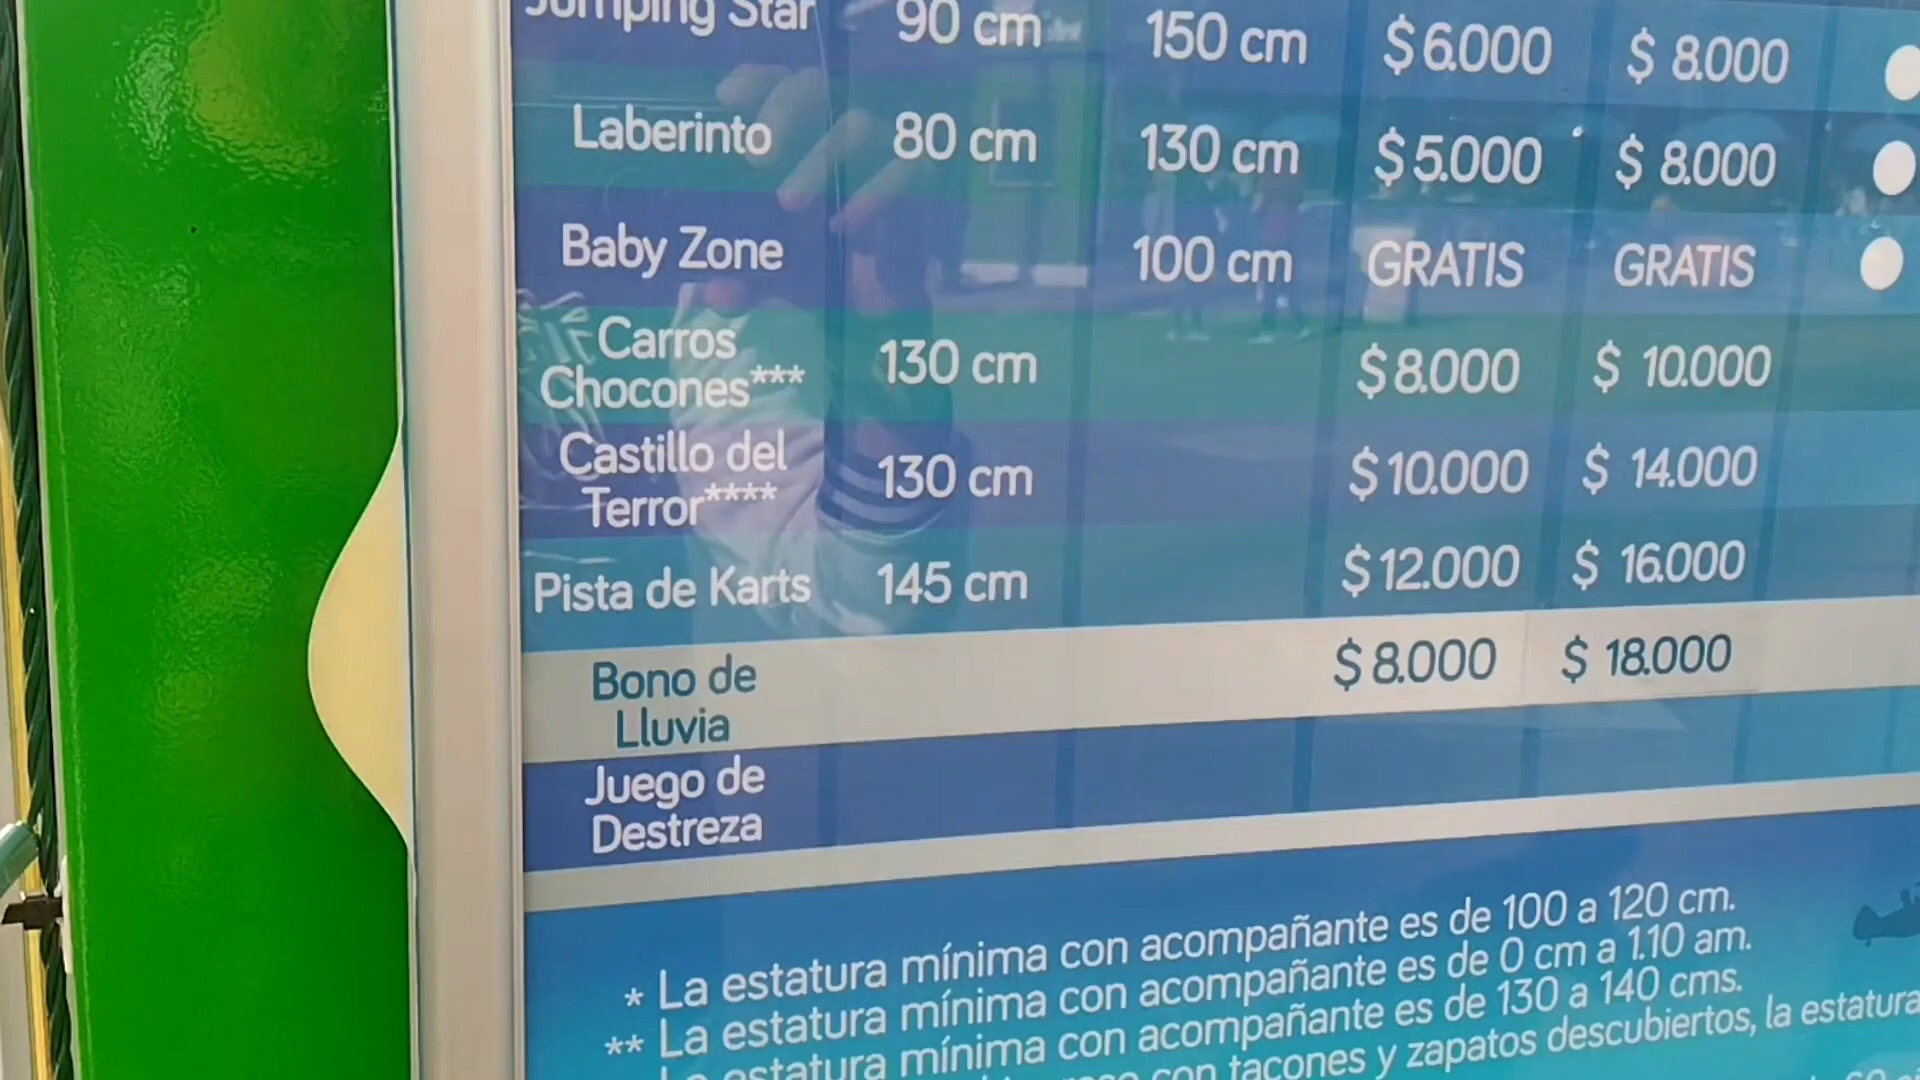 Jumping Star 90 cm 150 cm $6.000 $ 8.000
Laberinto 80 cm 130 cm $5.000 $ 8.000
Baby Zone 100 cm GRATIS GRATIS
Carros
Chocones*** 130 cm $8.000 $ 10.000
Castillo del
Terror**** 130 cm $10.000 $ 14.000
Pista de Karts 145 cm $12.000 $ 16.000
Bono de
Lluvia $8.000 $ 18.000
Juego de
Destreza
* La estatura mínima con acompañante es de 100 a 120 cm.
** La estatura mínima con acompañante es de 0 cm a 1.10 am.
La estatura mínima con acompañante es de 130 a 140 cms.
con tacones y zapatos descubiertos, la estatura